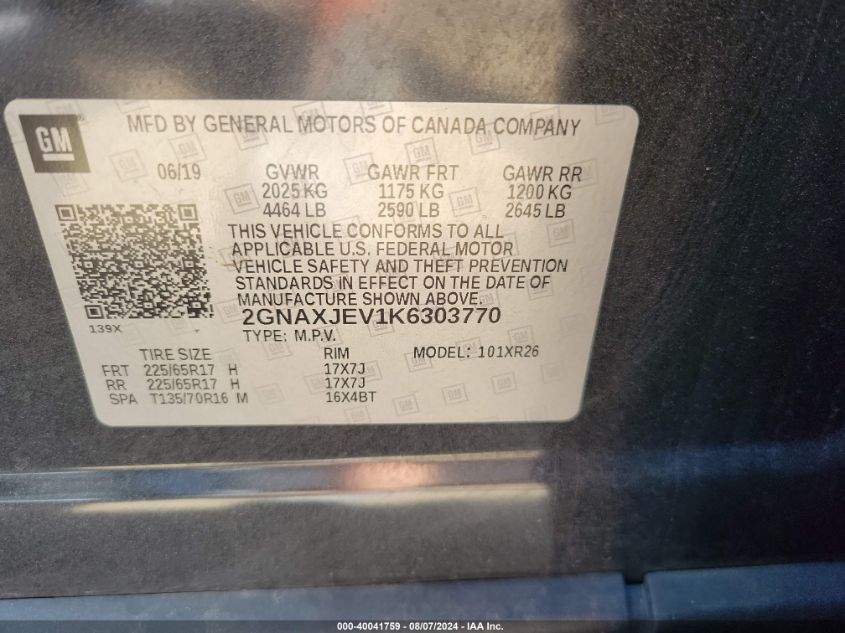 GM
MFD BY GENERAL MOTORS OF CANADA COMPANY
06/19 GVWR GAWR FRT GAWR RR
2025 KG 1175 KG 1200 KG
4464 LB 2590 LB 2645 LB
THIS VEHICLE CONFORMS TO ALL
APPLICABLE U.S. FEDERAL MOTOR
VEHICLE SAFETY AND THEFT PREVENTION
STANDARDS IN EFFECT ON THE DATE OF
MANUFACTURE SHOWN ABOVE.
139X
2GNAXJEV1K6303770
TYPE: M.P.V.
TIRE SIZE RIM MODEL: 101XR26
FRT 225/65R17 H 17X7J
RR 225/65R17 H 17X7J
SPA T135/70R16 M 16X4BT
000-40041759 — 08/07/2024 — IAA Inc.